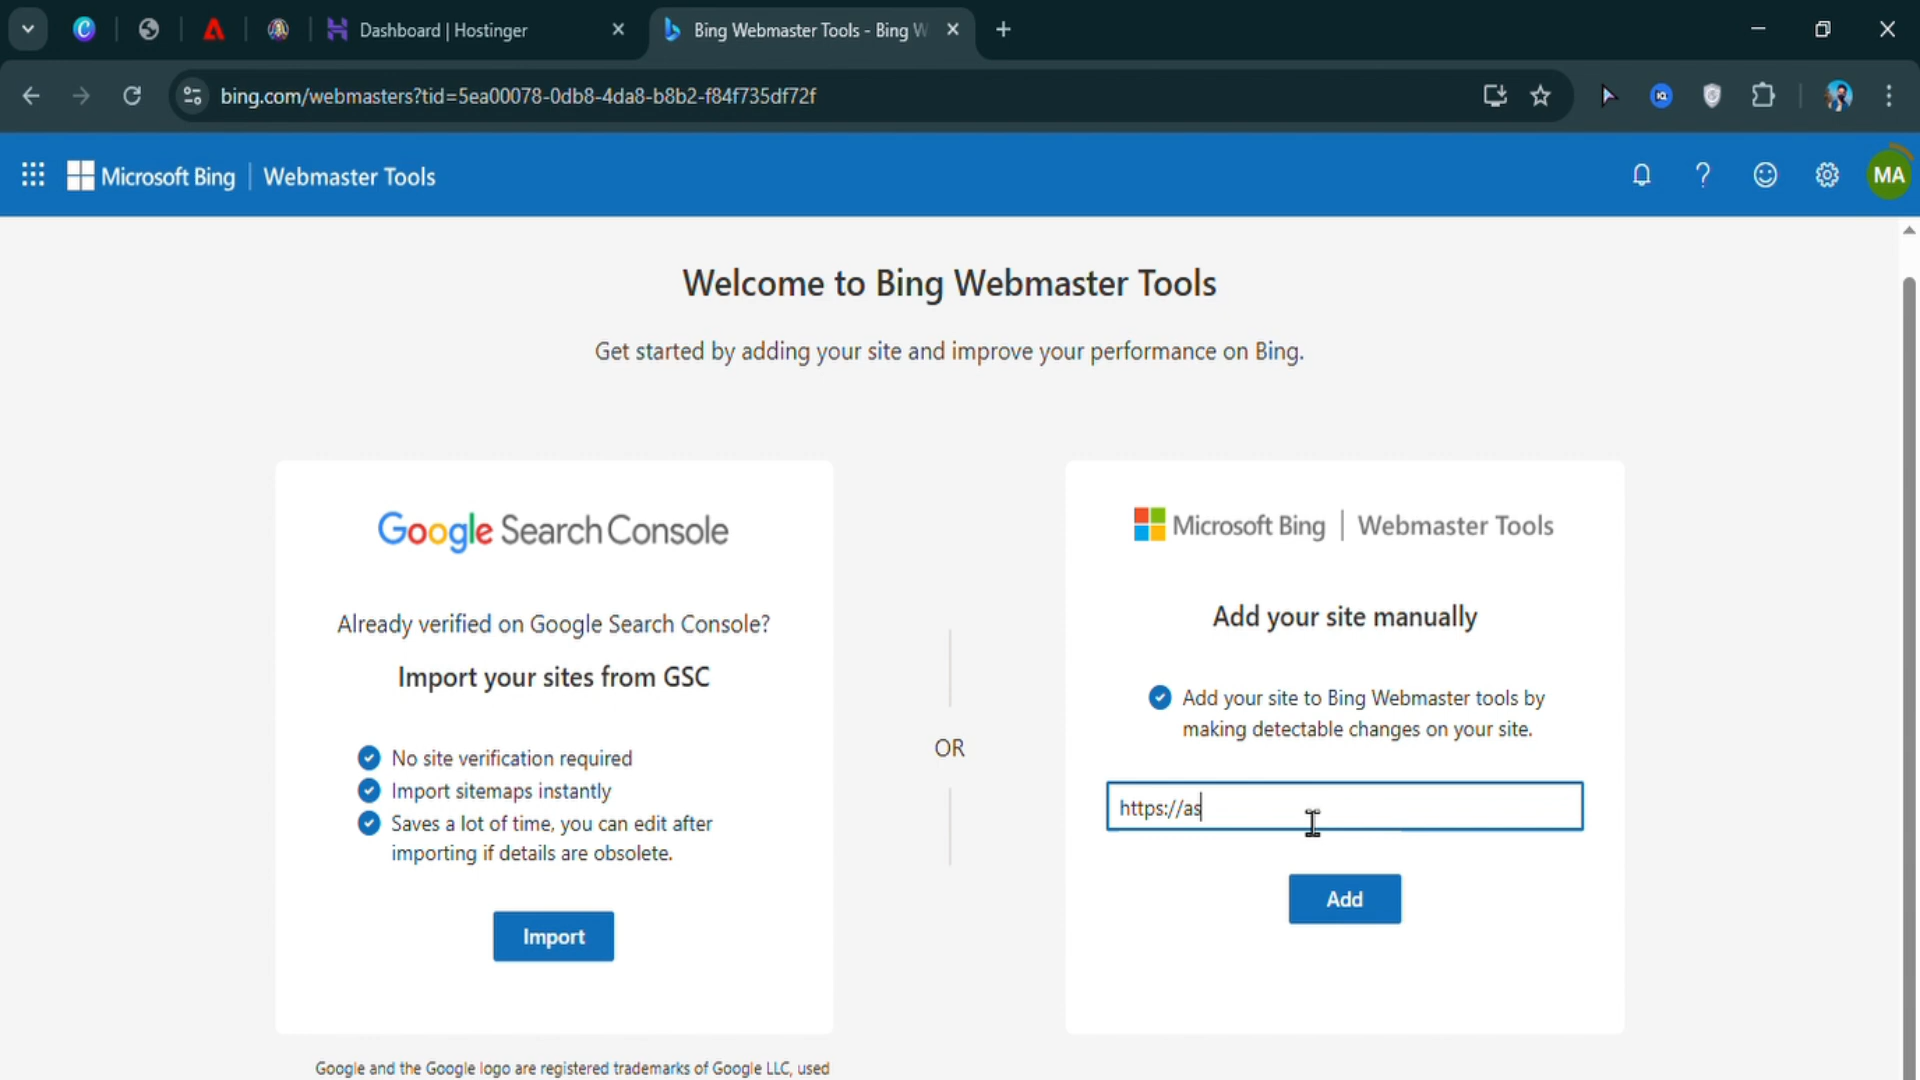 Dashboard | Hostinger
Bing Webmaster Tools - Bing W
bing.com/webmasters?tid=5ea00078-0db8-4da8-b8b2-f84f735df72f
Microsoft Bing | Webmaster Tools
MA
Welcome to Bing Webmaster Tools
Get started by adding your site and improve your performance on Bing.
Google Search Console
Already verified on Google Search Console?
Import your sites from GSC
No site verification required
Import sitemaps instantly
Saves a lot of time, you can edit after
importing if details are obsolete.
Import
OR
Microsoft Bing | Webmaster Tools
Add your site manually
Add your site to Bing Webmaster tools by
making detectable changes on your site.
https://as
Add
Google and the Google logo are registered trademarks of Google LLC, used